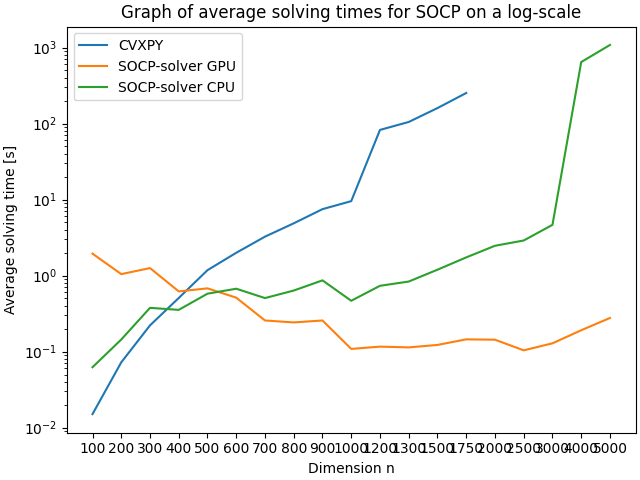 Graph of average solving times for SOCP on a log-scale
CVXPY
SOCP-solver GPU
SOCP-solver CPU
Average solving time [s]
10³
10²
10¹
10⁰
10⁻¹
10⁻²
100 200 300 400 500 600 700 800 900 1000 1200 1300 1500 1750 2000 2500 3000 4000 5000
Dimension n